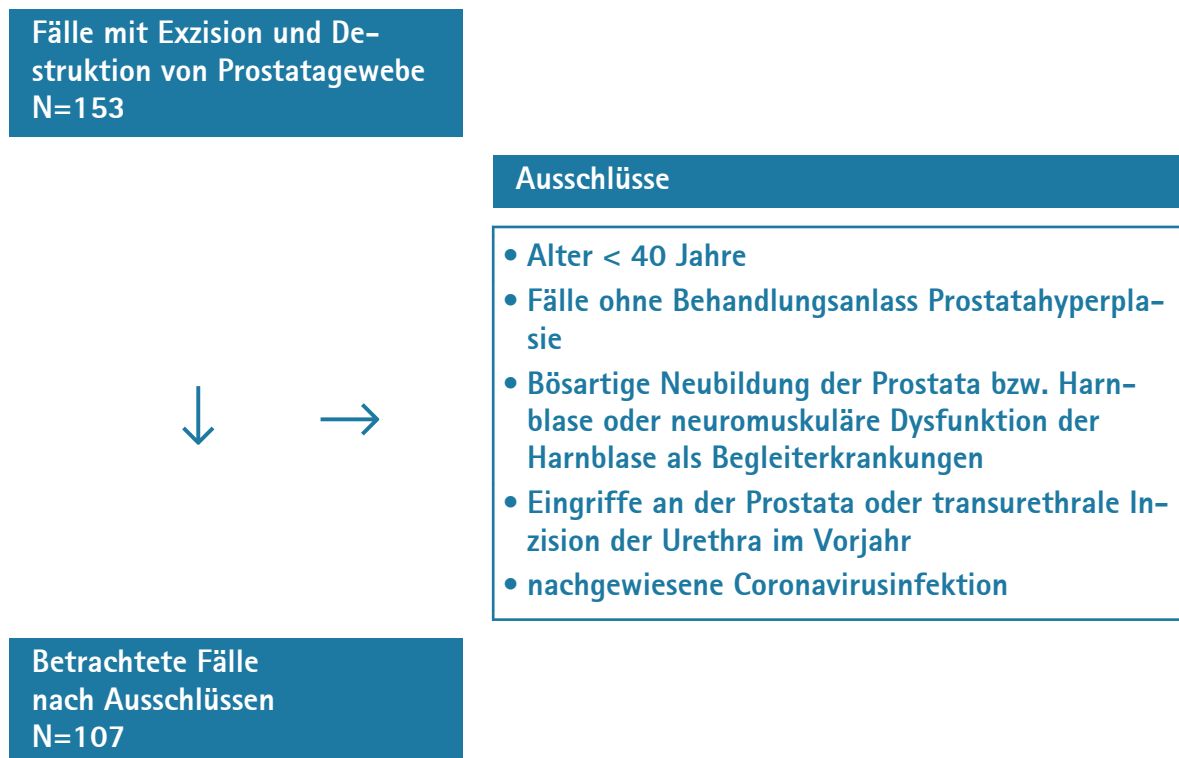 Fälle mit Exzision und De-
struktion von Prostatagewebe
N=153
Ausschlüsse
• Alter < 40 Jahre
• Fälle ohne Behandlungsanlass Prostatahyperpla-
sie
• Bösartige Neubildung der Prostata bzw. Harn-
blase oder neuromuskuläre Dysfunktion der
Harnblase als Begleiterkrankungen
• Eingriffe an der Prostata oder transurethrale In-
zision der Urethra im Vorjahr
• nachgewiesene Coronavirusinfektion
Betrachtete Fälle
nach Ausschlüssen
N=107